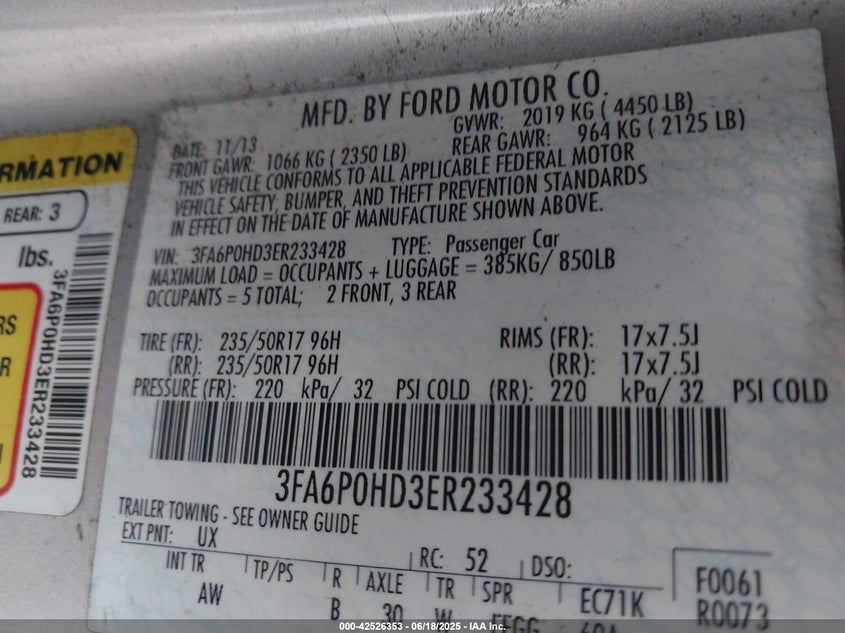 MFD. BY FORD MOTOR CO.
DATE: 11/13 GVWR: 2019 KG ( 4450 LB)
FRONT GAWR: 1066 KG ( 2350 LB) REAR GAWR: 964 KG ( 2125 LB)
THIS VEHICLE CONFORMS TO ALL APPLICABLE FEDERAL MOTOR
VEHICLE SAFETY, BUMPER, AND THEFT PREVENTION STANDARDS
IN EFFECT ON THE DATE OF MANUFACTURE SHOWN ABOVE.
VIN: 3FA6P0HD3ER233428 TYPE: Passenger Car
MAXIMUM LOAD = OCCUPANTS + LUGGAGE = 385KG/ 850LB
OCCUPANTS = 5 TOTAL; 2 FRONT, 3 REAR
TIRE (FR): 235/50R17 96H RIMS (FR): 17x7.5J
(RR): 235/50R17 96H (RR): 17x7.5J
PRESSURE (FR): 220 kPa/ 32 PSI COLD (RR): 220 kPa/ 32 PSI COLD
3FA6P0HD3ER233428
TRAILER TOWING - SEE OWNER GUIDE
EXT PNT: UX RC: 52 DSO:
INT TR TP/PS R AXLE TR SPR EC71K F0061
AW B 30 W R0073
RMATION
REAR: 3
lbs.
3FA6P0HD3ER233428
RS
R
000-42526353 - 06/18/2025 - IAA Inc.